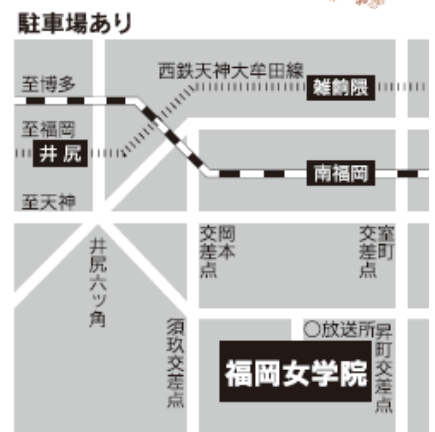 駐車場あり
西鉄天神大牟田線
至博多
雑餉隈
至福岡
井尻
南福岡
至天神
井尻六ツ角
岡本
交差点
室町
交差点
須玖交差点
○放送所
昇町交差点
福岡女学院